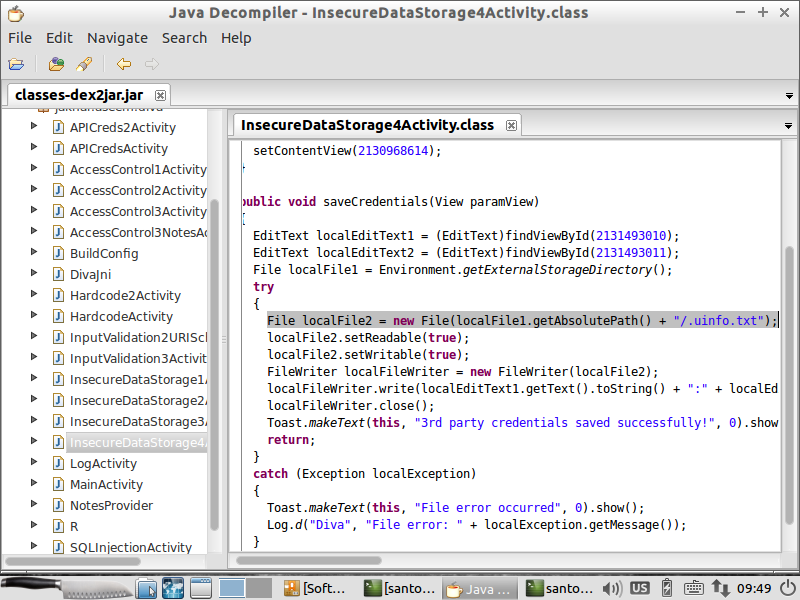 Java Decompiler - InsecureDataStorage4Activity.class
File Edit Navigate Search Help
classes-dex2jar.jar
APICreds2Activity
APICredsActivity
AccessControl1Activity
AccessControl2Activity
AccessControl3Activity
AccessControl3NotesAc
BuildConfig
DivaJni
Hardcode2Activity
HardcodeActivity
InputValidation2URISch
InputValidation3Activit
InsecureDataStorage1A
InsecureDataStorage2A
InsecureDataStorage3A
InsecureDataStorage4A
LogActivity
MainActivity
NotesProvider
R
SQLInjectionActivity
InsecureDataStorage4Activity.class
setContentView(2130968614);
}
public void saveCredentials(View paramView)
{
EditText localEditText1 = (EditText)findViewById(2131493010);
EditText localEditText2 = (EditText)findViewById(2131493011);
File localFile1 = Environment.getExternalStorageDirectory();
try
{
File localFile2 = new File(localFile1.getAbsolutePath() + "/.uinfo.txt");
localFile2.setReadable(true);
localFile2.setWritable(true);
FileWriter localFileWriter = new FileWriter(localFile2);
localFileWriter.write(localEditText1.getText().toString() + ":" + localEd
localFileWriter.close();
Toast.makeText(this, "3rd party credentials saved successfully!", 0).show
return;
}
catch (Exception localException)
{
Toast.makeText(this, "File error occurred", 0).show();
Log.d("Diva", "File error: " + localException.getMessage());
}
[Soft... [santo... Java ... santo... US 09:49